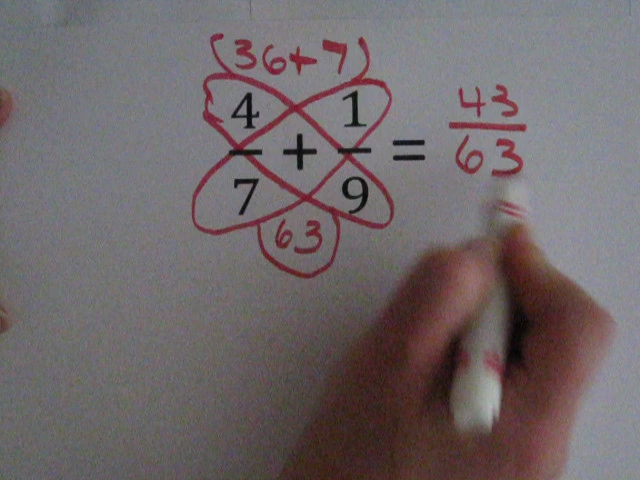 (36+7)
4/7 + 1/9 = 43/63
63